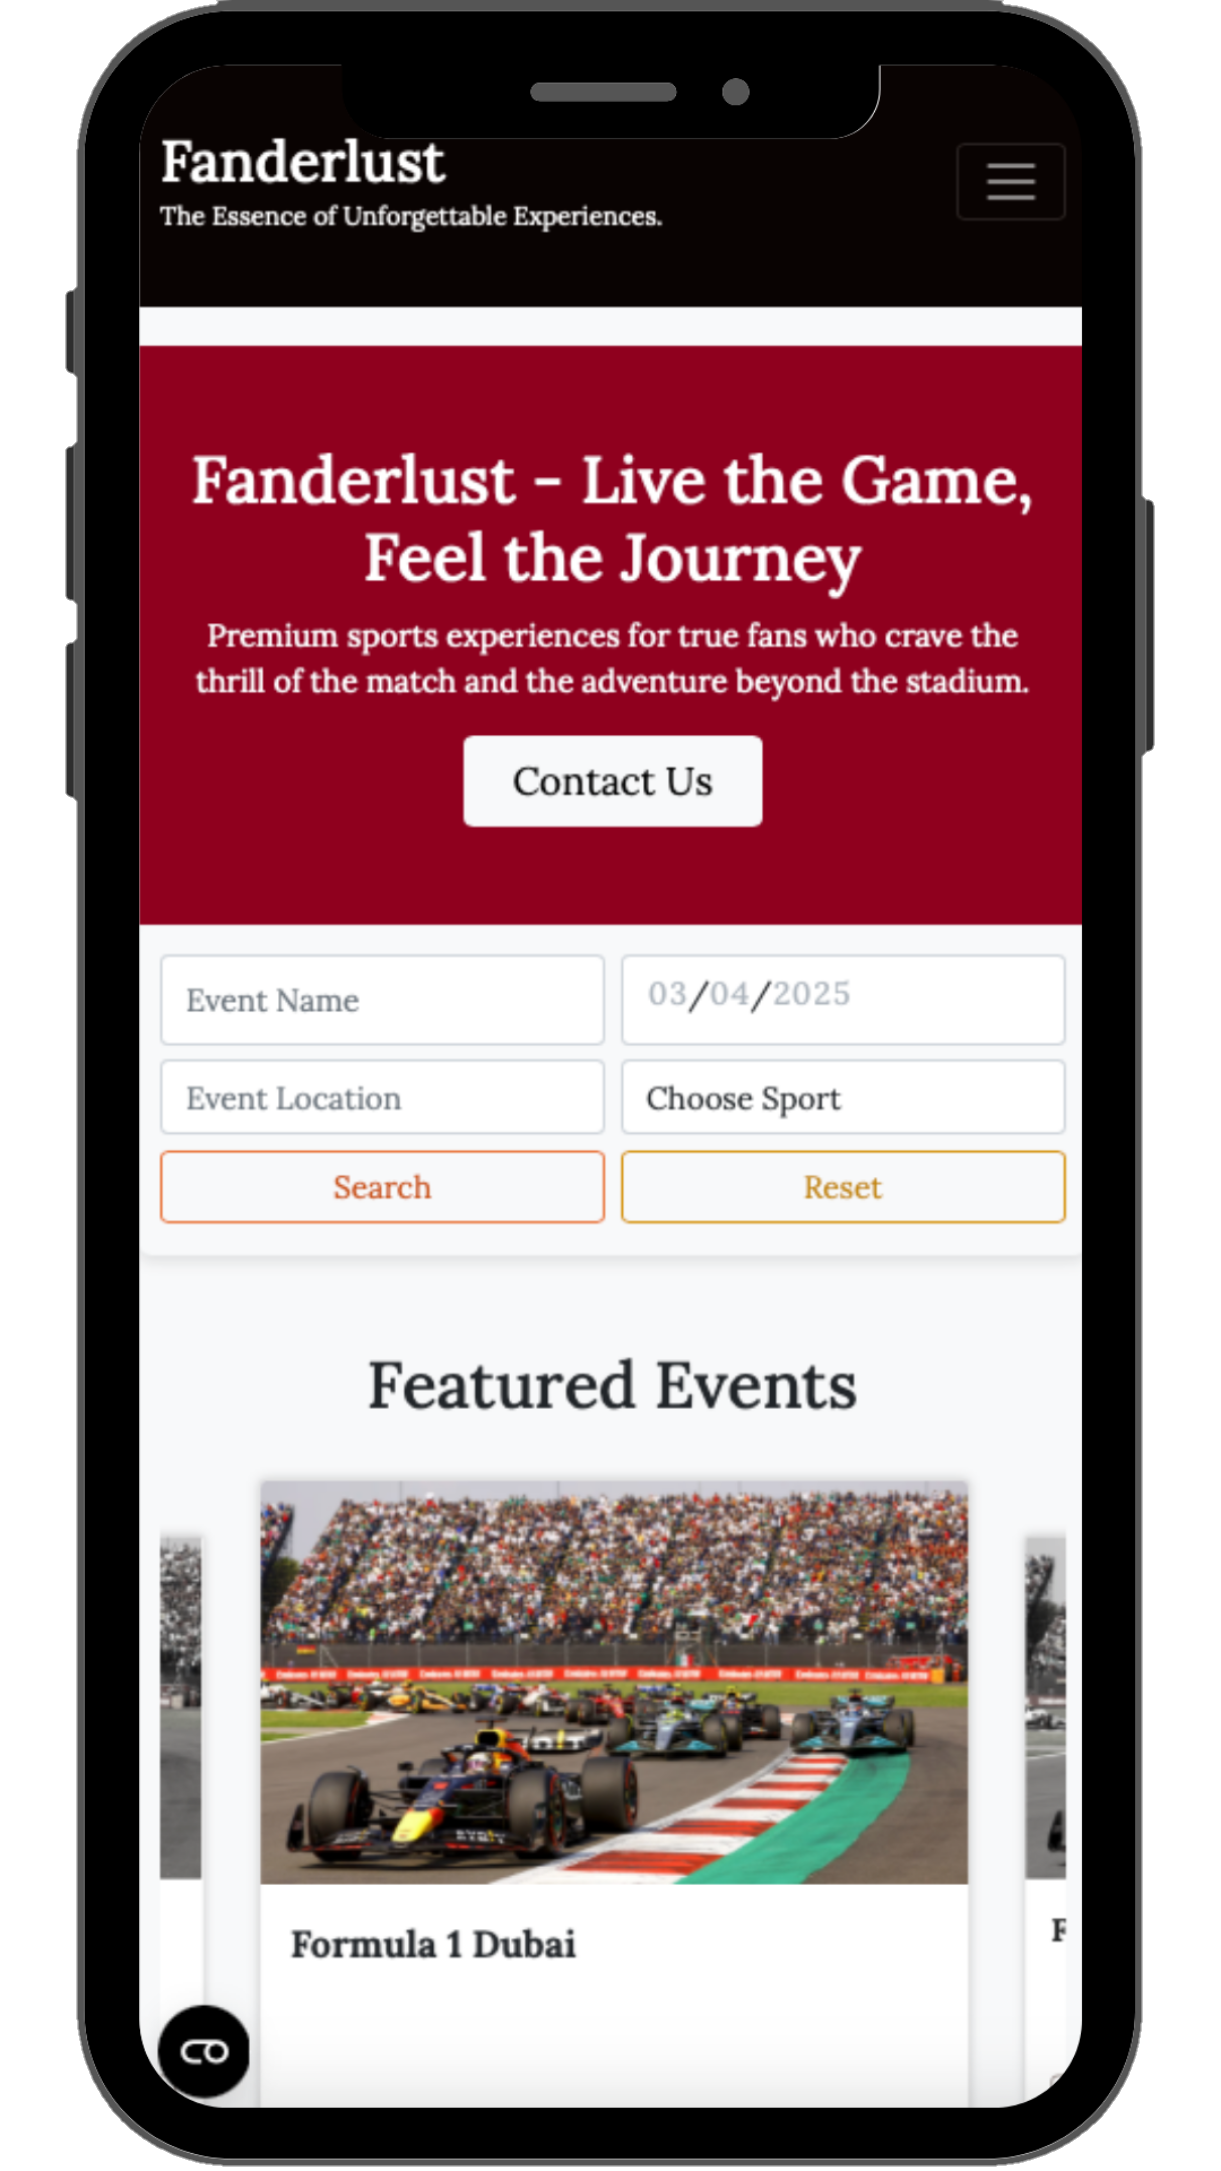 Fanderlust
The Essence of Unforgettable Experiences.
Fanderlust - Live the Game,
Feel the Journey
Premium sports experiences for true fans who crave the
thrill of the match and the adventure beyond the stadium.
Contact Us
Event Name
03/04/2025
Event Location
Choose Sport
Search
Reset
Featured Events
Formula 1 Dubai
F